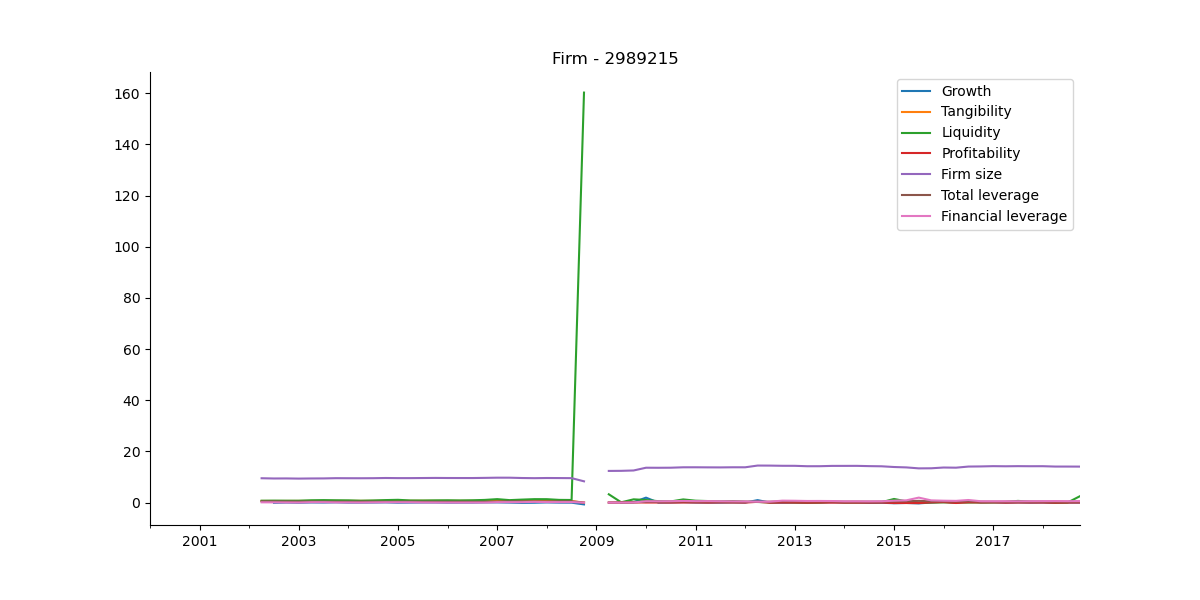 Firm - 2989215
160
140
120
100
80
60
40
20
0
Growth
Tangibility
Liquidity
Profitability
Firm size
Total leverage
Financial leverage
2001 2003 2005 2007 2009 2011 2013 2015 2017